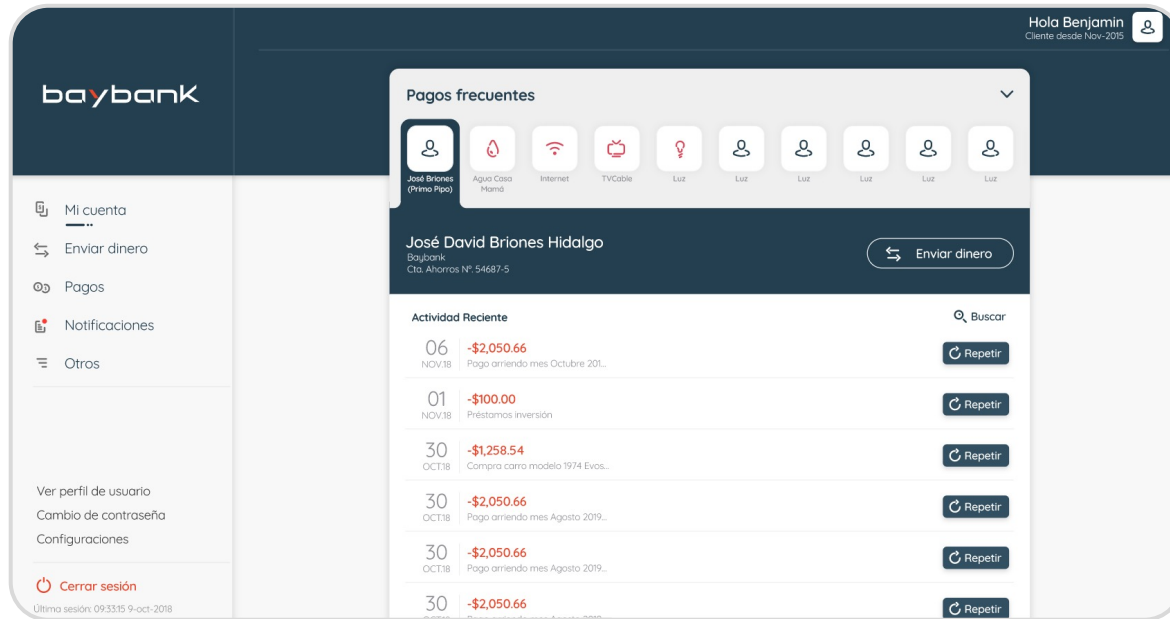 Hola Benjamin
Cliente desde Nov-2015
baybank
Mi cuenta
Enviar dinero
Pagos
Notificaciones
Otros
Ver perfil de usuario
Cambio de contraseña
Configuraciones
Cerrar sesión
Última sesión: 09:33:15 9-oct-2018
Pagos frecuentes
José Briones
(Primo Pipo)
Agua Casa
Mamá
Internet
TVCable
Luz
Luz
Luz
Luz
Luz
Luz
José David Briones Hidalgo
Baybank
Cta. Ahorros Nº. 54687-5
Enviar dinero
Actividad Reciente
Buscar
06 -$2,050.66
NOV.18 Pago arriendo mes Octubre 201...
Repetir
01 -$100.00
NOV.18 Préstamos inversión
Repetir
30 -$1,258.54
OCT.18 Compra carro modelo 1974 Evos...
Repetir
30 -$2,050.66
OCT.18 Pago arriendo mes Agosto 2019...
Repetir
30 -$2,050.66
OCT.18 Pago arriendo mes Agosto 2019...
Repetir
30 -$2,050.66
Repetir